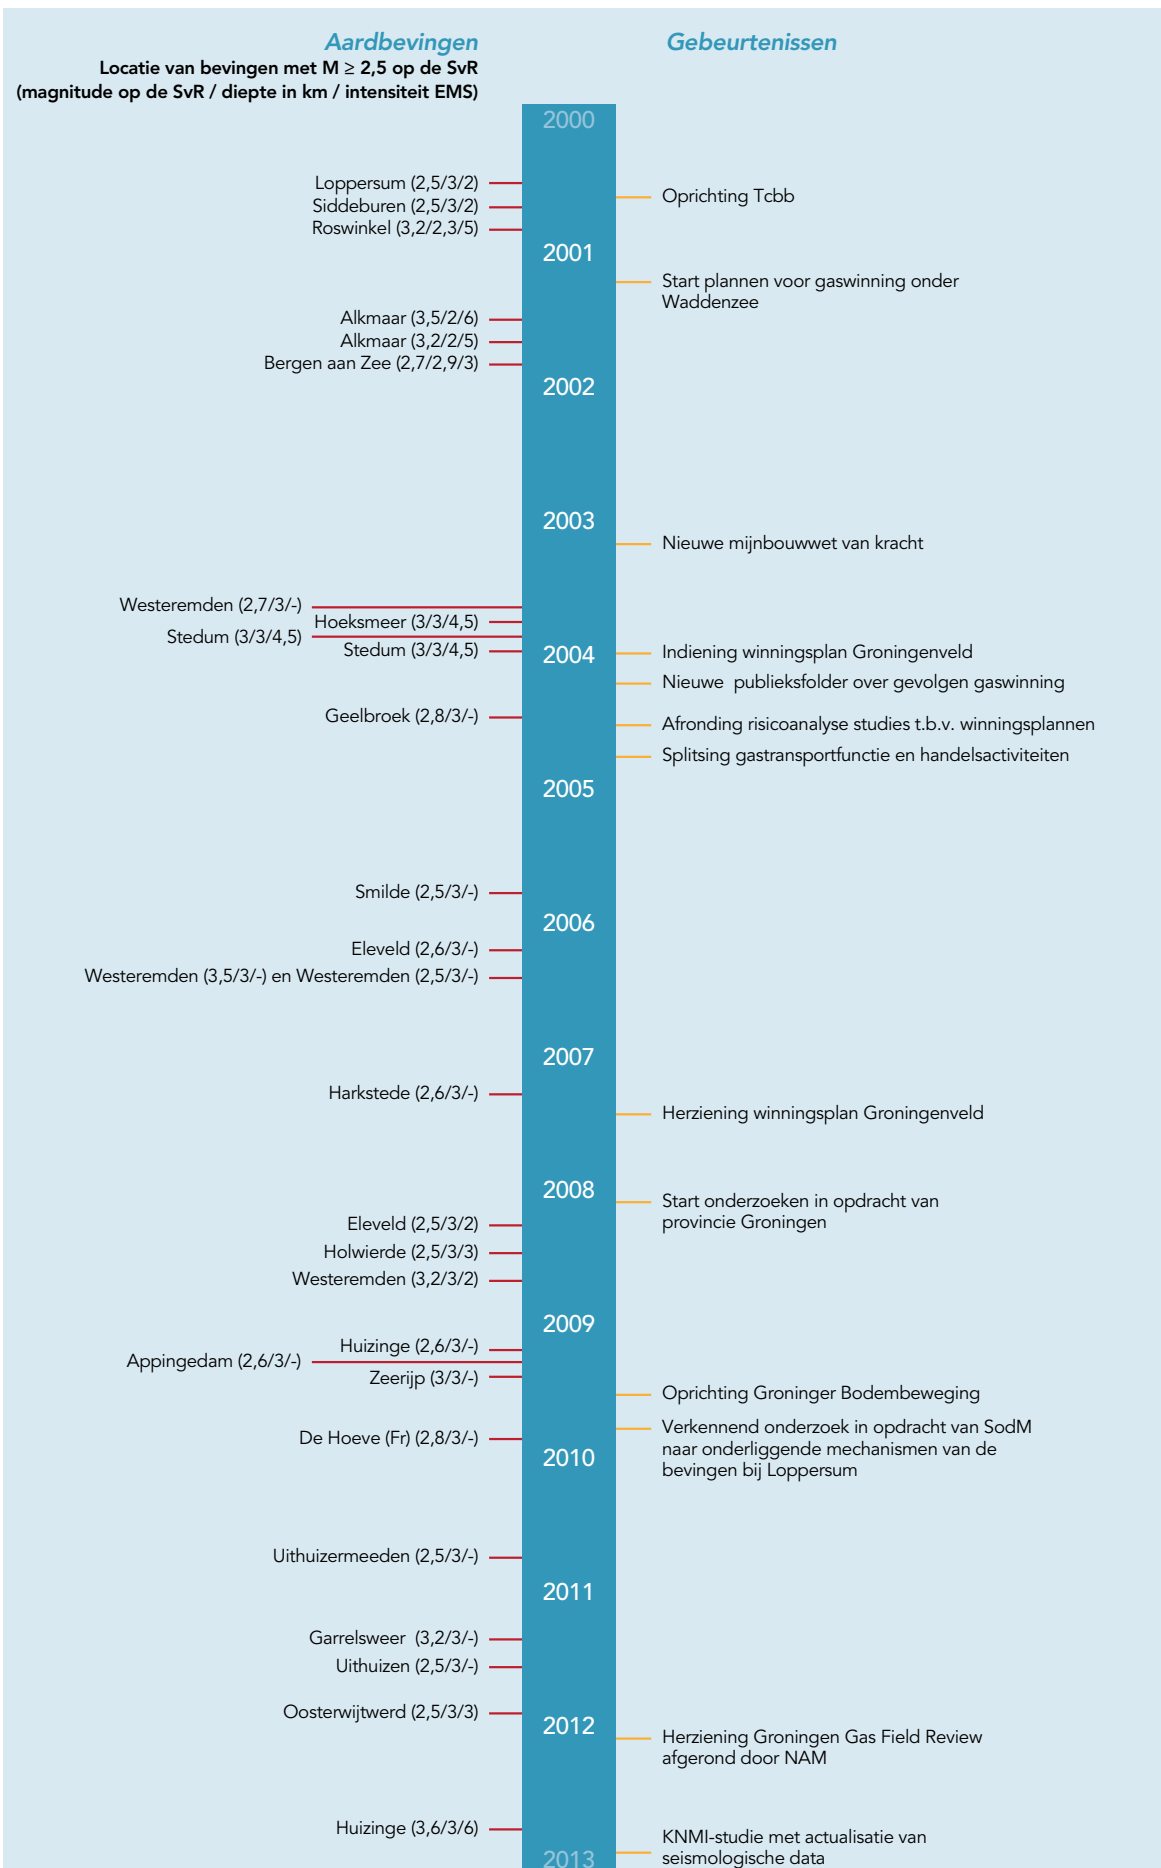 Aardbevingen
Locatie van bevingen met M ≥ 2,5 op de SvR
(magnitude op de SvR / diepte in km / intensiteit EMS)
Gebeurtenissen
2000
Loppersum (2,5/3/2)
Oprichting Tcbb
Siddeburen (2,5/3/2)
Roswinkel (3,2/2,3/5)
2001
Start plannen voor gaswinning onder
Waddenzee
Alkmaar (3,5/2/6)
Alkmaar (3,2/2/5)
Bergen aan Zee (2,7/2,9/3)
2002
2003
Nieuwe mijnbouwwet van kracht
Westeremden (2,7/3/-)
Hoeksmeer (3/3/4,5)
Stedum (3/3/4,5)
Stedum (3/3/4,5)
2004
Indiening winningsplan Groningenveld
Nieuwe  publieksfolder over gevolgen gaswinning
Geelbroek (2,8/3/-)
Afronding risicoanalyse studies t.b.v. winningsplannen
Splitsing gastransportfunctie en handelsactiviteiten
2005
Smilde (2,5/3/-)
2006
Eleveld (2,6/3/-)
Westeremden (3,5/3/-) en Westeremden (2,5/3/-)
2007
Harkstede (2,6/3/-)
Herziening winningsplan Groningenveld
2008
Start onderzoeken in opdracht van
provincie Groningen
Eleveld (2,5/3/2)
Holwierde (2,5/3/3)
Westeremden (3,2/3/2)
2009
Huizinge (2,6/3/-)
Appingedam (2,6/3/-)
Zeerijp (3/3/-)
Oprichting Groninger Bodembeweging
Verkennend onderzoek in opdracht van SodM
naar onderliggende mechanismen van de
bevingen bij Loppersum
De Hoeve (Fr) (2,8/3/-)
2010
Uithuizermeeden (2,5/3/-)
2011
Garrelsweer  (3,2/3/-)
Uithuizen (2,5/3/-)
Oosterwijtwerd (2,5/3/3)
2012
Herziening Groningen Gas Field Review
afgerond door NAM
Huizinge (3,6/3/6)
KNMI-studie met actualisatie van
seismologische data
2013